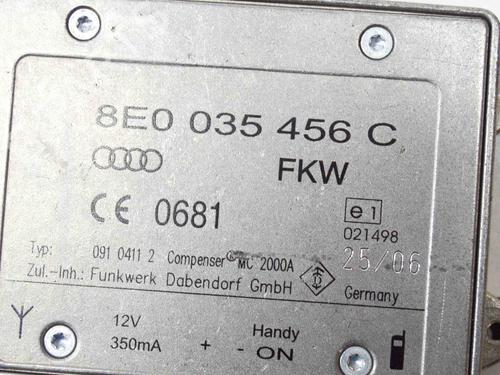 8E0 035 456 C
FKW
CE 0681
e1
021498
25/06
Typ: 091 0411 2 Compenser® MC 2000A
Zul.-Inh.: Funkwerk Dabendorf GmbH
Germany
12V
350mA + -
Handy
ON